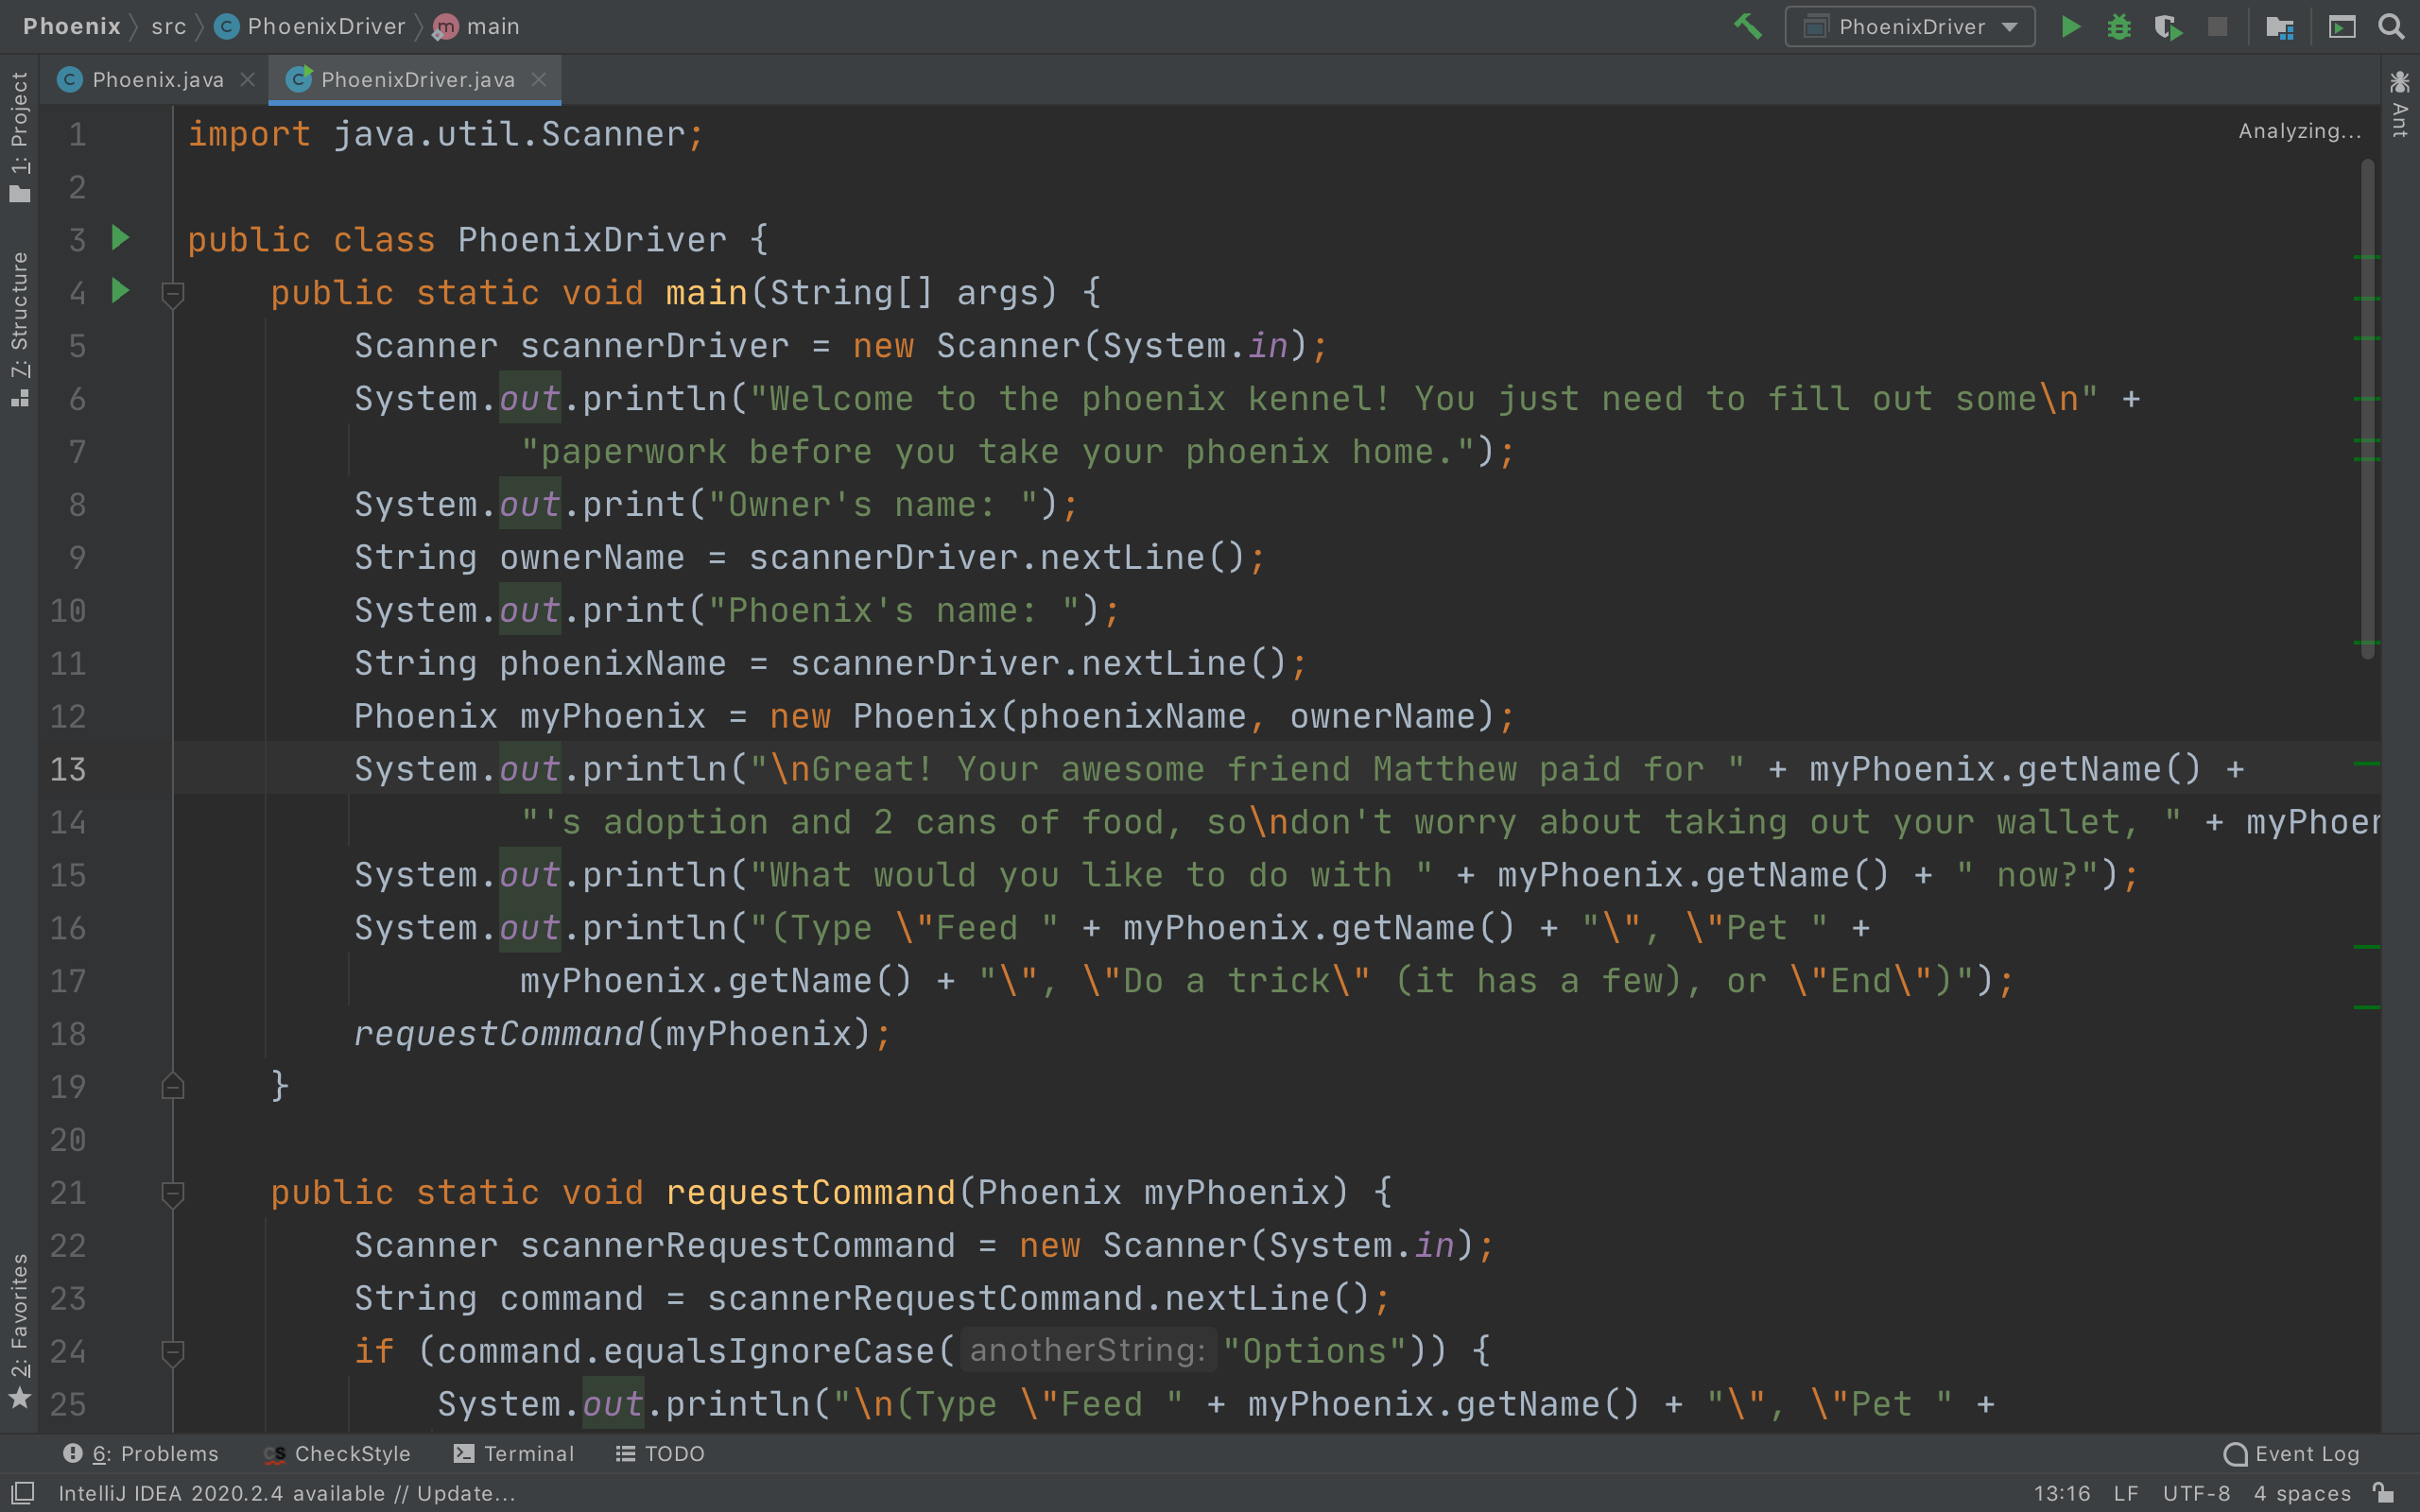 Phoenix src PhoenixDriver main PhoenixDriver
Phoenix.java PhoenixDriver.java
1: Project
7: Structure
2: Favorites
Ant
Analyzing...
1 import java.util.Scanner;
2
3 public class PhoenixDriver {
4 public static void main(String[] args) {
5 Scanner scannerDriver = new Scanner(System.in);
6 System.out.println("Welcome to the phoenix kennel! You just need to fill out some\n" +
7 "paperwork before you take your phoenix home.");
8 System.out.print("Owner's name: ");
9 String ownerName = scannerDriver.nextLine();
10 System.out.print("Phoenix's name: ");
11 String phoenixName = scannerDriver.nextLine();
12 Phoenix myPhoenix = new Phoenix(phoenixName, ownerName);
13 System.out.println("\nGreat! Your awesome friend Matthew paid for " + myPhoenix.getName() +
14 "'s adoption and 2 cans of food, so\ndon't worry about taking out your wallet, " + myPhoen
15 System.out.println("What would you like to do with " + myPhoenix.getName() + " now?");
16 System.out.println("(Type \"Feed " + myPhoenix.getName() + "\", \"Pet " +
17 myPhoenix.getName() + "\", \"Do a trick\" (it has a few), or \"End\")");
18 requestCommand(myPhoenix);
19 }
20
21 public static void requestCommand(Phoenix myPhoenix) {
22 Scanner scannerRequestCommand = new Scanner(System.in);
23 String command = scannerRequestCommand.nextLine();
24 if (command.equalsIgnoreCase( anotherString: "Options")) {
25 System.out.println("\n(Type \"Feed " + myPhoenix.getName() + "\", \"Pet " +
6: Problems CheckStyle Terminal TODO Event Log
IntelliJ IDEA 2020.2.4 available // Update... 13:16 LF UTF-8 4 spaces